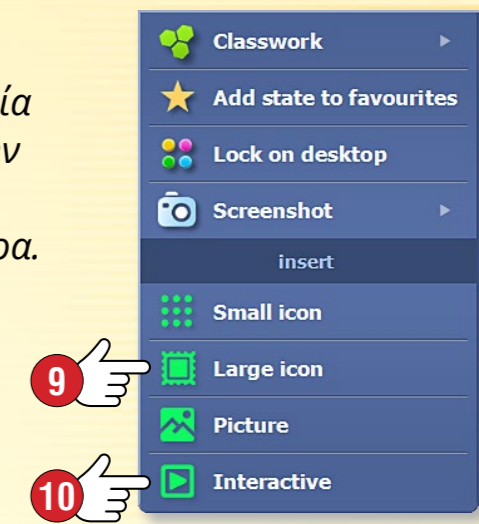 Classwork
Add state to favourites
Lock on desktop
Screenshot
insert
Small icon
9 Large icon
Picture
10 Interactive